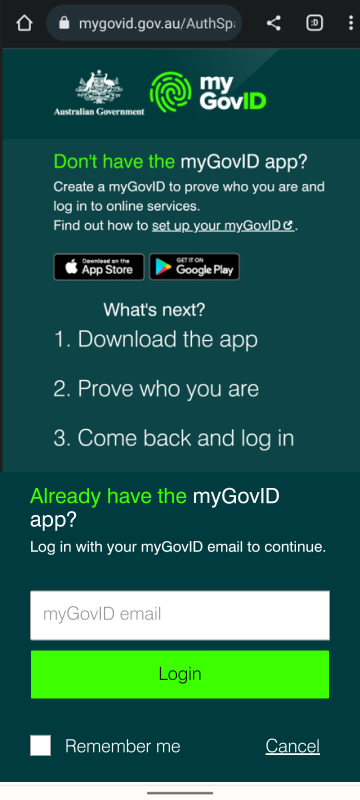 mygovid.gov.au/AuthSp
:D
Australian Government
my
GovID
Don't have the myGovID app?
Create a myGovID to prove who you are and
log in to online services.
Find out how to set up your myGovID.
Download on the
App Store
GET IT ON
Google Play
What's next?
1. Download the app
2. Prove who you are
3. Come back and log in
Already have the myGovID
app?
Log in with your myGovID email to continue.
myGovID email
Login
Remember me
Cancel